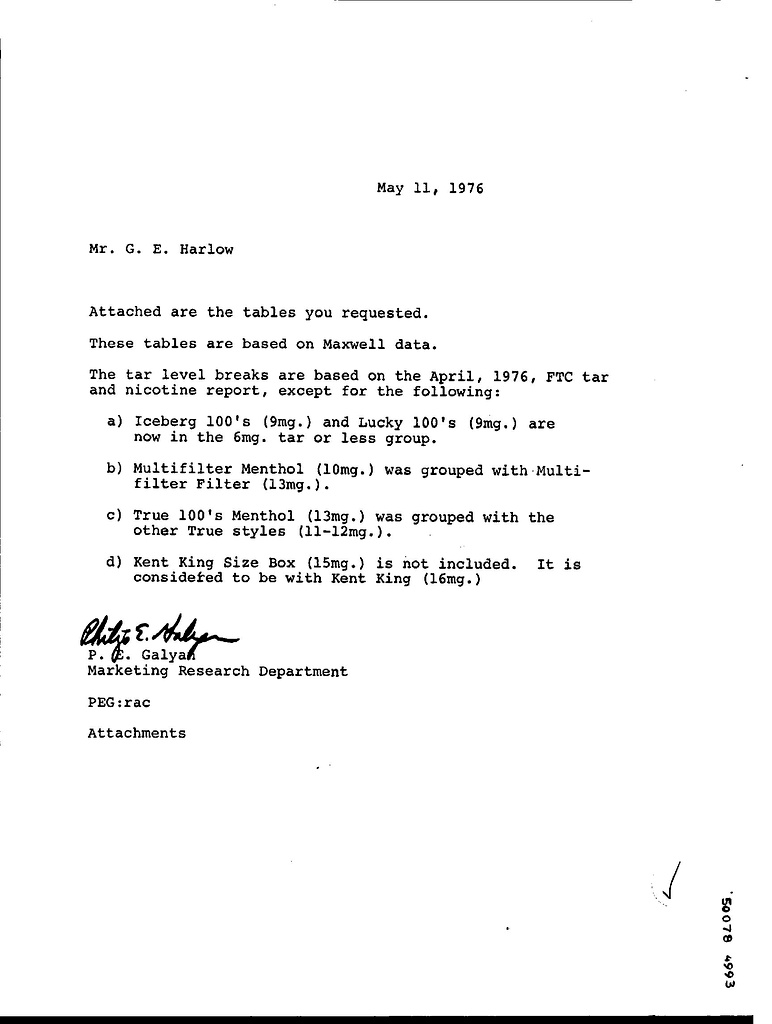 May 11, 1976
Mr. G. E. Harlow
Attached are the tables you requested.
These tables are based on Maxwell data.
The tar level breaks are based on the April, 1976, FTC tar
and nicotine report, except for the following:
a) Iceberg 100's (9mg.) and Lucky 100's (9mg.) are
now in the 6mg. tar or less group.
b) Multifilter Menthol (10mg.) was grouped with Multi-
filter Filter (13mg.).
c) True 100's Menthol (13mg.) was grouped with the
other True styles (11-12mg.).
d) Kent King Size Box (15mg.) is not included. It is
considered to be with Kent King (16mg.)
Philip E. Galyan
P. E. Galyan
Marketing Research Department
PEG:rac
Attachments
50078 4993